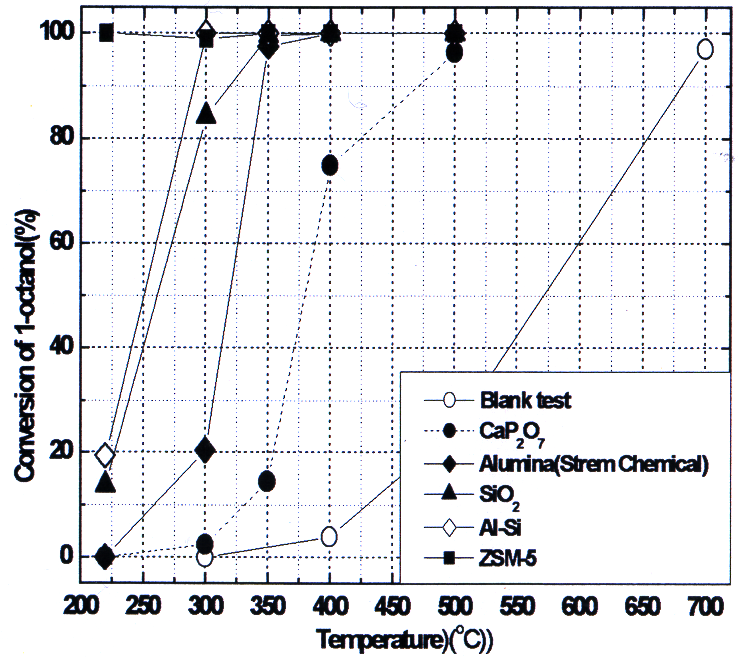 Conversion of 1-octanol(%)
100
80
60
40
20
0
Blank test
CaP₂O₇
Alumina(Strem Chemical)
SiO₂
Al-Si
ZSM-5
200 250 300 350 400 450 500 550 600 650 700
Temperature)(°C))